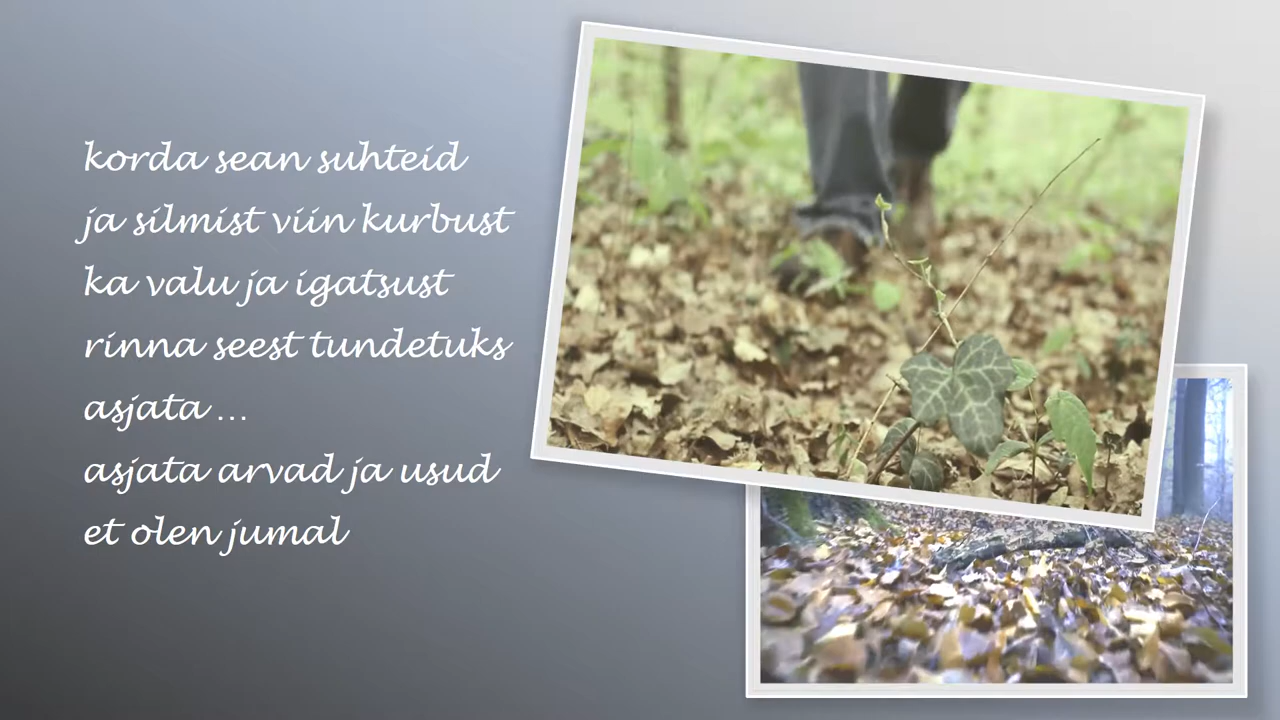 korda sean suhteid
ja silmist viin kurbust
ka valu ja igatsust
rinna seest tundetuks
asjata ...
asjata arvad ja usud
et olen jumal